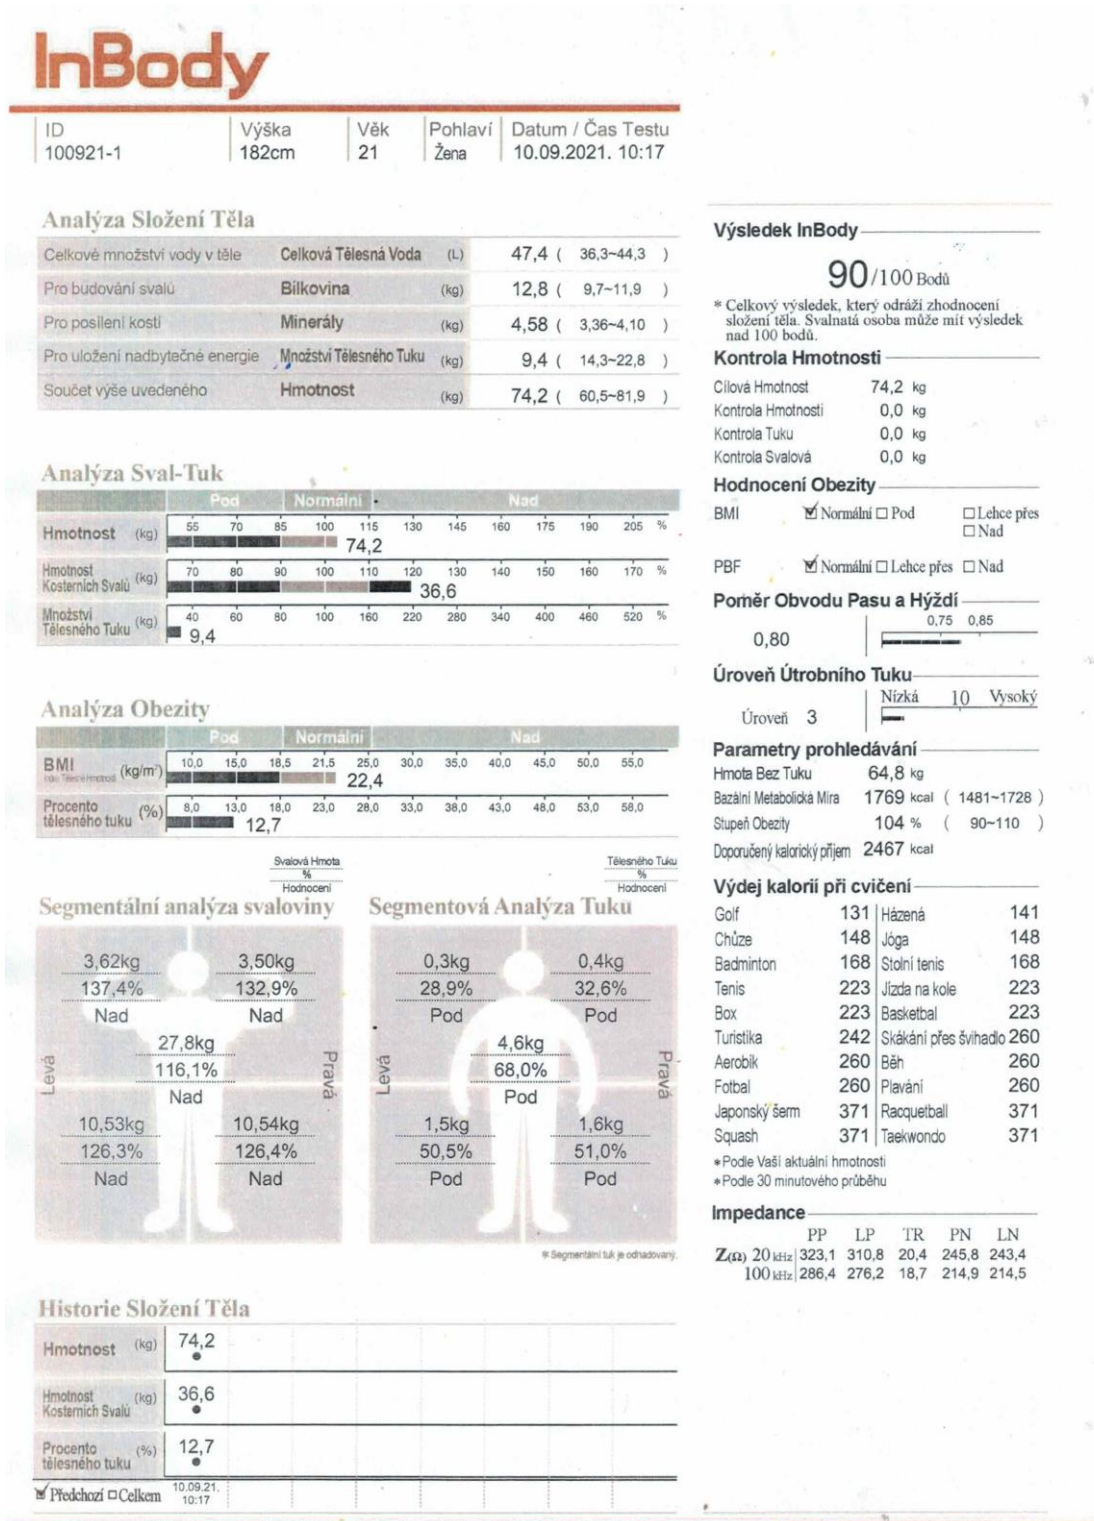 InBody
ID Výška Věk Pohlaví Datum / Čas Testu
100921-1 182cm 21 Žena 10.09.2021. 10:17
Analýza Složení Těla
Celkové množství vody v těle Celková Tělesná Voda (L) 47,4 ( 36,3~44,3 )
Pro budování svalů Bílkovina (kg) 12,8 ( 9,7~11,9 )
Pro posílení kostí Minerály (kg) 4,58 ( 3,36~4,10 )
Pro uložení nadbytečné energie Množství Tělesného Tuku (kg) 9,4 ( 14,3~22,8 )
Součet výše uvedeného Hmotnost (kg) 74,2 ( 60,5~81,9 )
Analýza Sval-Tuk
Pod Normální Nad
Hmotnost (kg) 55 70 85 100 115 130 145 160 175 190 205 %
74,2
Hmotnost Kosterních Svalů (kg) 70 80 90 100 110 120 130 140 150 160 170 %
36,6
Množství Tělesného Tuku (kg) 40 60 80 100 160 220 280 340 400 460 520 %
9,4
Analýza Obezity
Pod Normální Nad
BMI (kg/m²) 10,0 15,0 18,5 21,5 25,0 30,0 35,0 40,0 45,0 50,0 55,0
22,4
Procento tělesného tuku (%) 8,0 13,0 18,0 23,0 28,0 33,0 38,0 43,0 48,0 53,0 58,0
12,7
Svalová Hmota
%
Hodnocení
Tělesného Tuku
%
Hodnocení
Segmentální analýza svaloviny
3,62kg 3,50kg
137,4% 132,9%
Nad Nad
27,8kg
116,1%
Nad
Levá Pravá
10,53kg 10,54kg
126,3% 126,4%
Nad Nad
Segmentová Analýza Tuku
0,3kg 0,4kg
28,9% 32,6%
Pod Pod
4,6kg
68,0%
Pod
Levá Pravá
1,5kg 1,6kg
50,5% 51,0%
Pod Pod
* Segmentální tuk je odhadovaný.
Historie Složení Těla
Hmotnost (kg) 74,2
Hmotnost Kosterních Svalů (kg) 36,6
Procento tělesného tuku (%) 12,7
Předchozí Celkem 10.09.21. 10:17
Výsledek InBody
90/100 Bodů
* Celkový výsledek, který odráží zhodnocení
složení těla. Svalnatá osoba může mít výsledek
nad 100 bodů.
Kontrola Hmotnosti
Cílová Hmotnost 74,2 kg
Kontrola Hmotnosti 0,0 kg
Kontrola Tuku 0,0 kg
Kontrola Svalová 0,0 kg
Hodnocení Obezity
BMI Normální Pod Lehce přes
Nad
PBF Normální Lehce přes Nad
Poměr Obvodu Pasu a Hýždí
0,75 0,85
0,80
Úroveň Útrobního Tuku
Nízká 10 Vysoký
Úroveň 3
Parametry prohledávání
Hmota Bez Tuku 64,8 kg
Bazální Metabolická Míra 1769 kcal ( 1481~1728 )
Stupeň Obezity 104 % ( 90~110 )
Doporučený kalorický příjem 2467 kcal
Výdej kalorií při cvičení
Golf 131 Házená 141
Chůze 148 Jóga 148
Badminton 168 Stolní tenis 168
Tenis 223 Jízda na kole 223
Box 223 Basketbal 223
Turistika 242 Skákání přes švihadlo 260
Aerobik 260 Běh 260
Fotbal 260 Plavání 260
Japonský šerm 371 Racquetball 371
Squash 371 Taekwondo 371
*Podle Vaší aktuální hmotnosti
*Podle 30 minutového průběhu
Impedance
PP LP TR PN LN
Z(Ω) 20 kHz 323,1 310,8 20,4 245,8 243,4
100 kHz 286,4 276,2 18,7 214,9 214,5